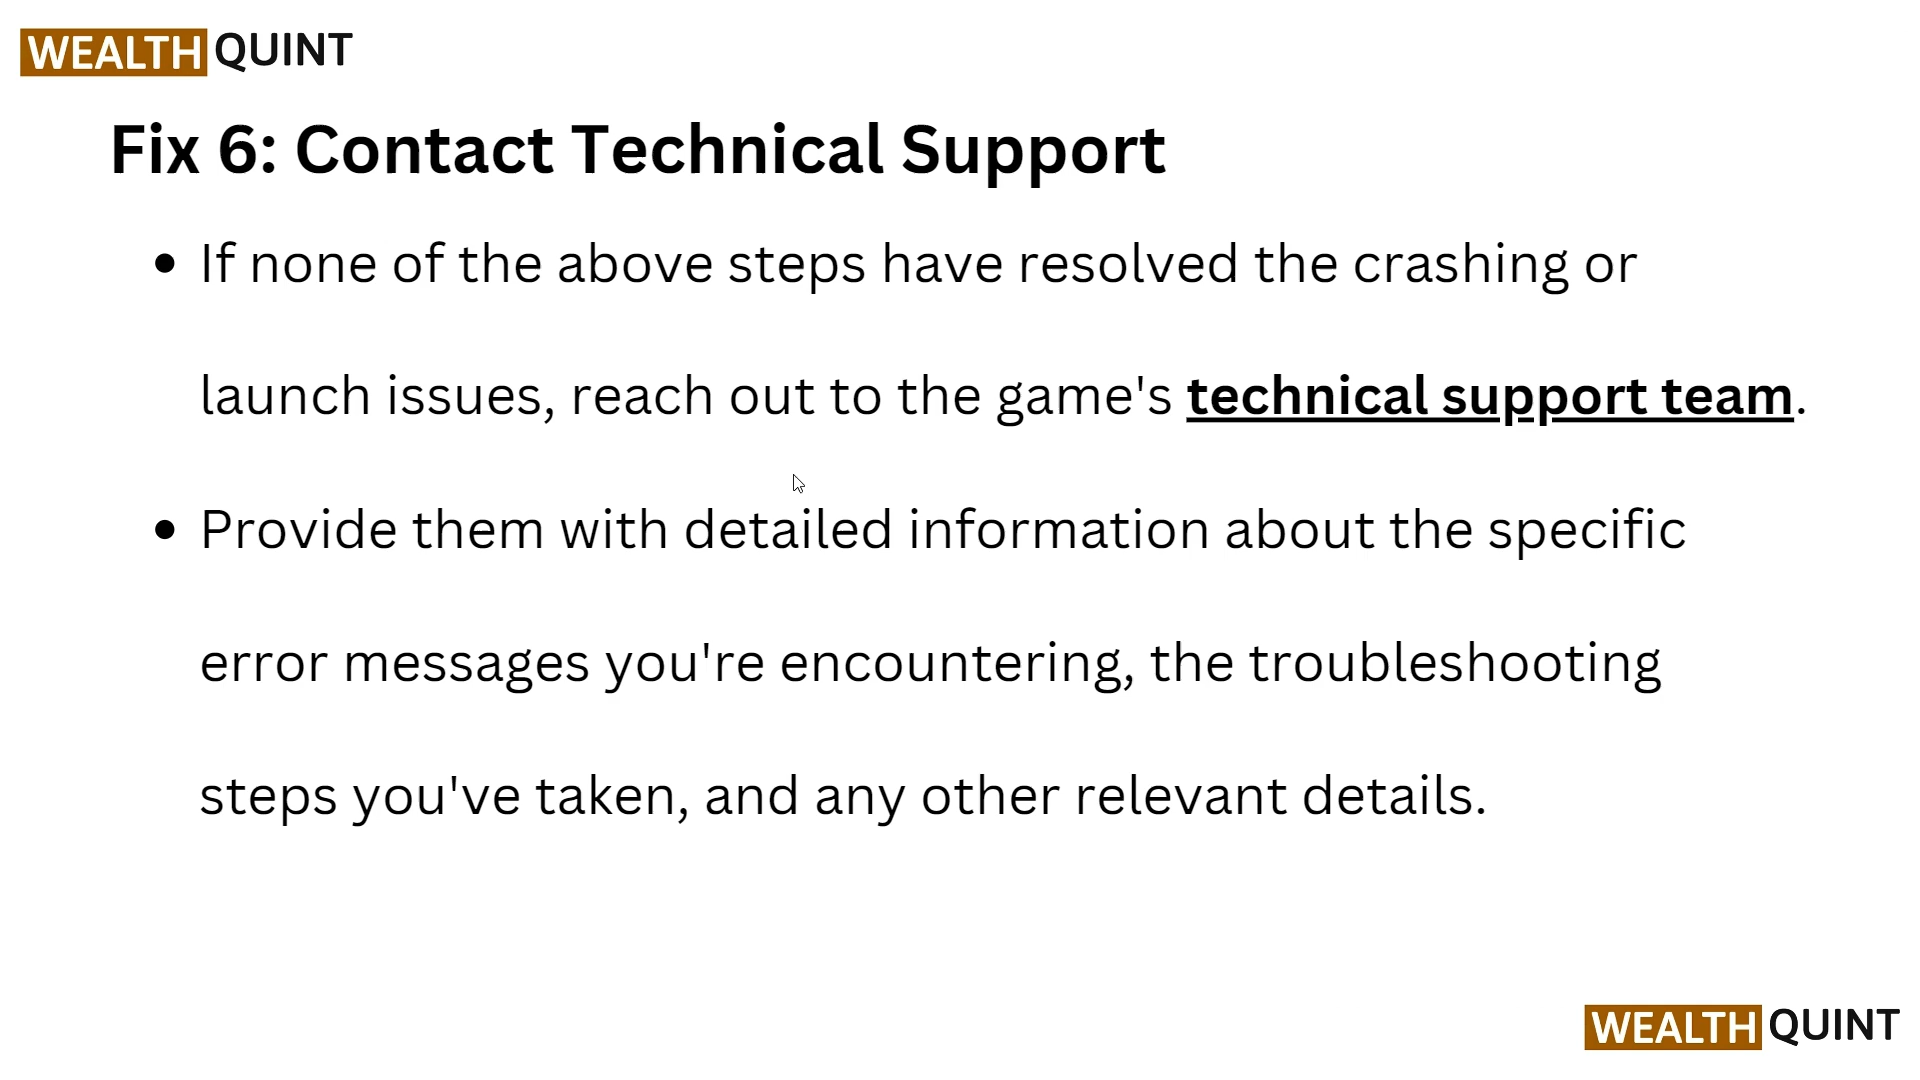 WEALTH QUINT
Fix 6: Contact Technical Support
• If none of the above steps have resolved the crashing or
launch issues, reach out to the game's technical support team.
• Provide them with detailed information about the specific
error messages you're encountering, the troubleshooting
steps you've taken, and any other relevant details.
WEALTH QUINT